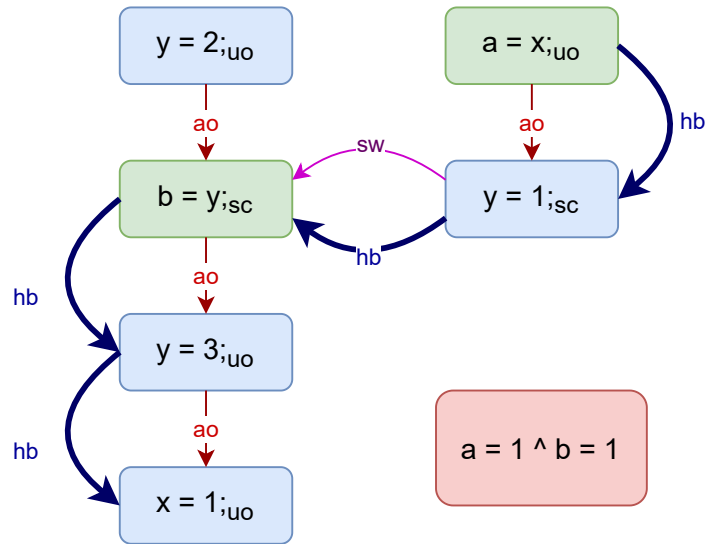 y = 2;uo
a = x;uo
ao
ao
hb
sw
b = y;sc
y = 1;sc
hb
ao
hb
y = 3;uo
ao
hb
a = 1 ^ b = 1
x = 1;uo